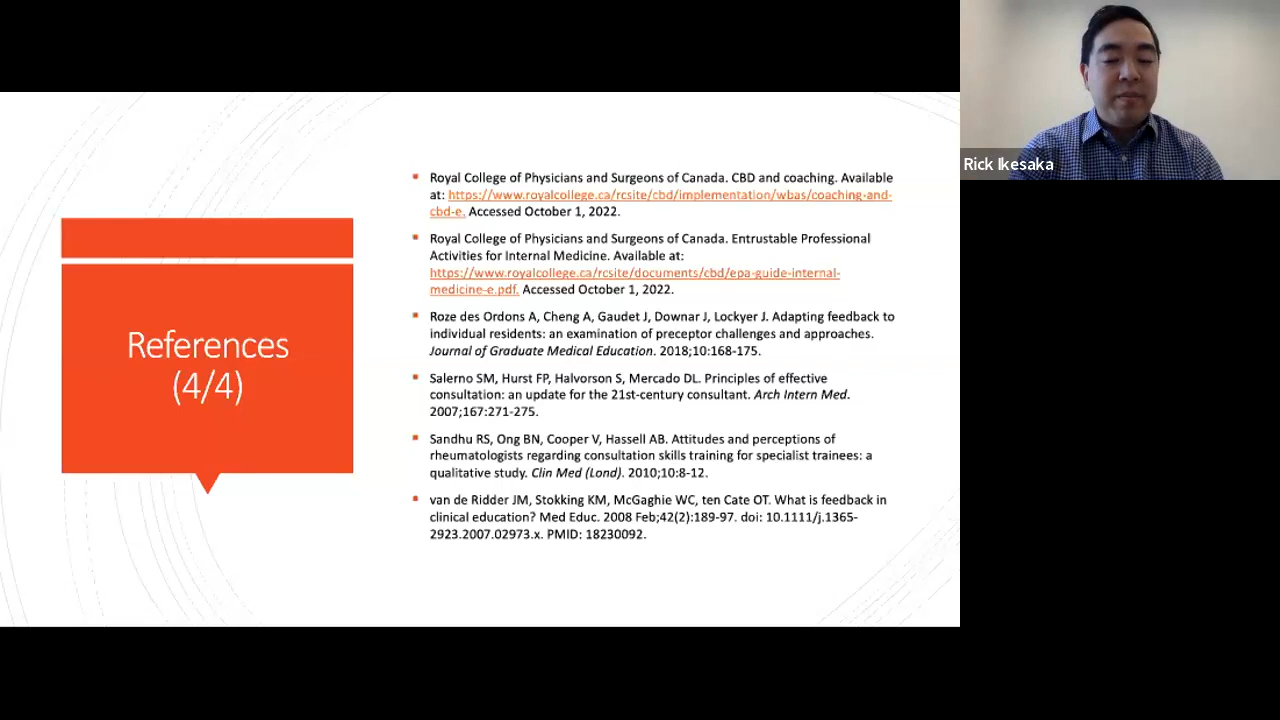 References
(4/4)
Royal College of Physicians and Surgeons of Canada. CBD and coaching. Available
at: https://www.royalcollege.ca/rcsite/cbd/implementation/wbas/coaching-and-
cbd-e. Accessed October 1, 2022.
Royal College of Physicians and Surgeons of Canada. Entrustable Professional
Activities for Internal Medicine. Available at:
https://www.royalcollege.ca/rcsite/documents/cbd/epa-guide-internal-
medicine-e.pdf. Accessed October 1, 2022.
Roze des Ordons A, Cheng A, Gaudet J, Downar J, Lockyer J. Adapting feedback to
individual residents: an examination of preceptor challenges and approaches.
Journal of Graduate Medical Education. 2018;10:168-175.
Salerno SM, Hurst FP, Halvorson S, Mercado DL. Principles of effective
consultation: an update for the 21st-century consultant. Arch Intern Med.
2007;167:271-275.
Sandhu RS, Ong BN, Cooper V, Hassell AB. Attitudes and perceptions of
rheumatologists regarding consultation skills training for specialist trainees: a
qualitative study. Clin Med (Lond). 2010;10:8-12.
van de Ridder JM, Stokking KM, McGaghie WC, ten Cate OT. What is feedback in
clinical education? Med Educ. 2008 Feb;42(2):189-97. doi: 10.1111/j.1365-
2923.2007.02973.x. PMID: 18230092.
Rick Ikesaka